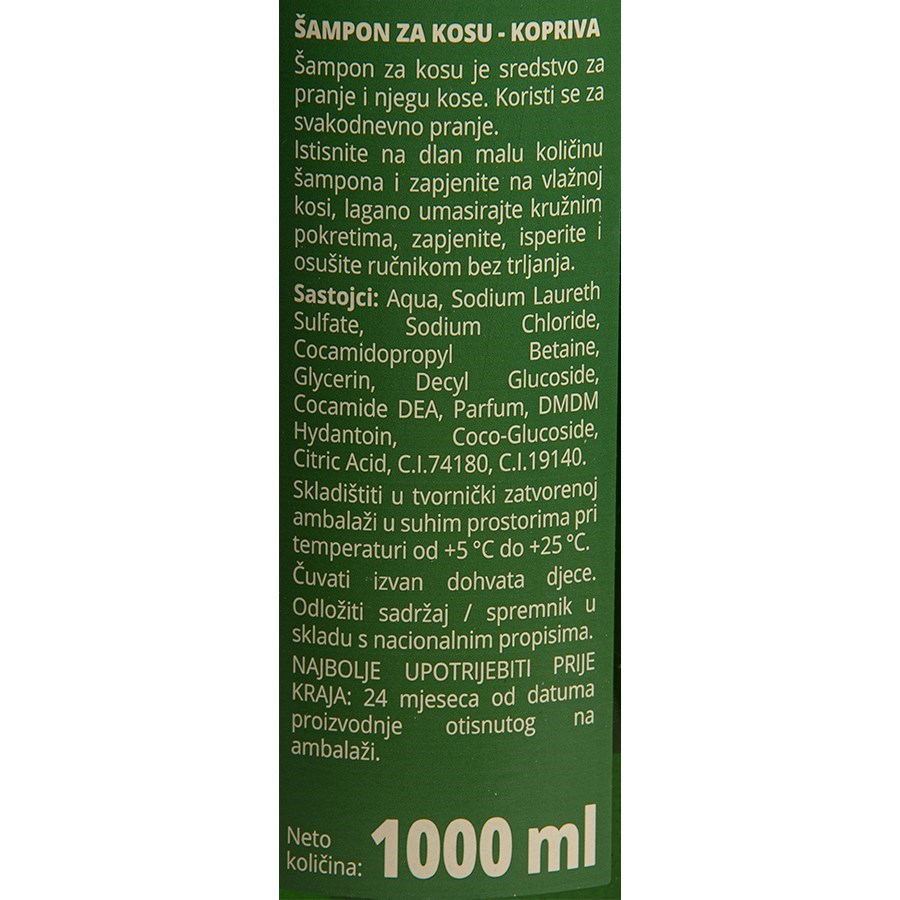 ŠAMPON ZA KOSU - KOPRIVA
Šampon za kosu je sredstvo za
pranje i njegu kose. Koristi se za
svakodnevno pranje.
Istisnite na dlan malu količinu
šampona i zapjenite na vlažnoj
kosi, lagano umasirajte kružnim
pokretima, zapjenite, isperite i
osušite ručnikom bez trljanja.
Sastojci: Aqua, Sodium Laureth
Sulfate, Sodium Chloride,
Cocamidopropyl Betaine,
Glycerin, Decyl Glucoside,
Cocamide DEA, Parfum, DMDM
Hydantoin, Coco-Glucoside,
Citric Acid, C.I.74180, C.I.19140.
Skladištiti u tvornički zatvorenoj
ambalaži u suhim prostorima pri
temperaturi od +5 °C do +25 °C.
Čuvati izvan dohvata djece.
Odložiti sadržaj / spremnik u
skladu s nacionalnim propisima.
NAJBOLJE UPOTRIJEBITI PRIJE
KRAJA: 24 mjeseca od datuma
proizvodnje otisnutog na
ambalaži.
Neto
količina: 1000 ml